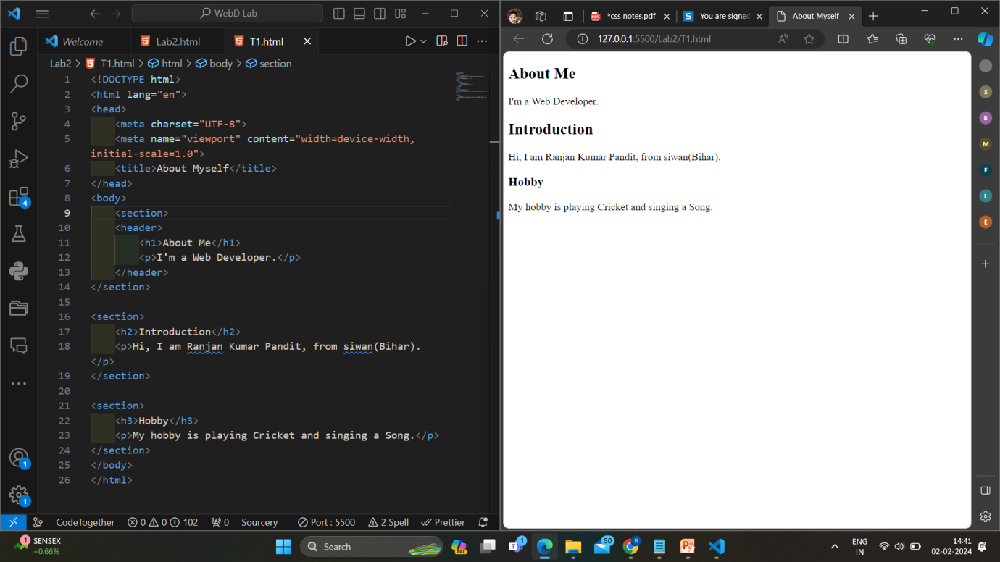 WebD Lab
Welcome
Lab2.html
T1.html
Lab2 > T1.html > html > body > section
1 <!DOCTYPE html>
2 <html lang="en">
3 <head>
4 <meta charset="UTF-8">
5 <meta name="viewport" content="width=device-width,
initial-scale=1.0">
6 <title>About Myself</title>
7 </head>
8 <body>
9 <section>
10 <header>
11 <h1>About Me</h1>
12 <p>I'm a Web Developer.</p>
13 </header>
14 </section>
15
16 <section>
17 <h2>Introduction</h2>
18 <p>Hi, I am Ranjan Kumar Pandit, from siwan(Bihar).
</p>
19 </section>
20
21 <section>
22 <h3>Hobby</h3>
23 <p>My hobby is playing Cricket and singing a Song.</p>
24 </section>
25 </body>
26 </html>
4
1
1
CodeTogether 0 0 102 0 Sourcery Port : 5500 2 Spell Prettier
*css notes.pdf
You are signed
About Myself
127.0.0.1:5500/Lab2/T1.html
About Me
I'm a Web Developer.
Introduction
Hi, I am Ranjan Kumar Pandit, from siwan(Bihar).
Hobby
My hobby is playing Cricket and singing a Song.
S
B
M
F
L
E
1
SENSEX
+0.66%
Search
PRE
1
50
R
ENG
IN
14:41
02-02-2024